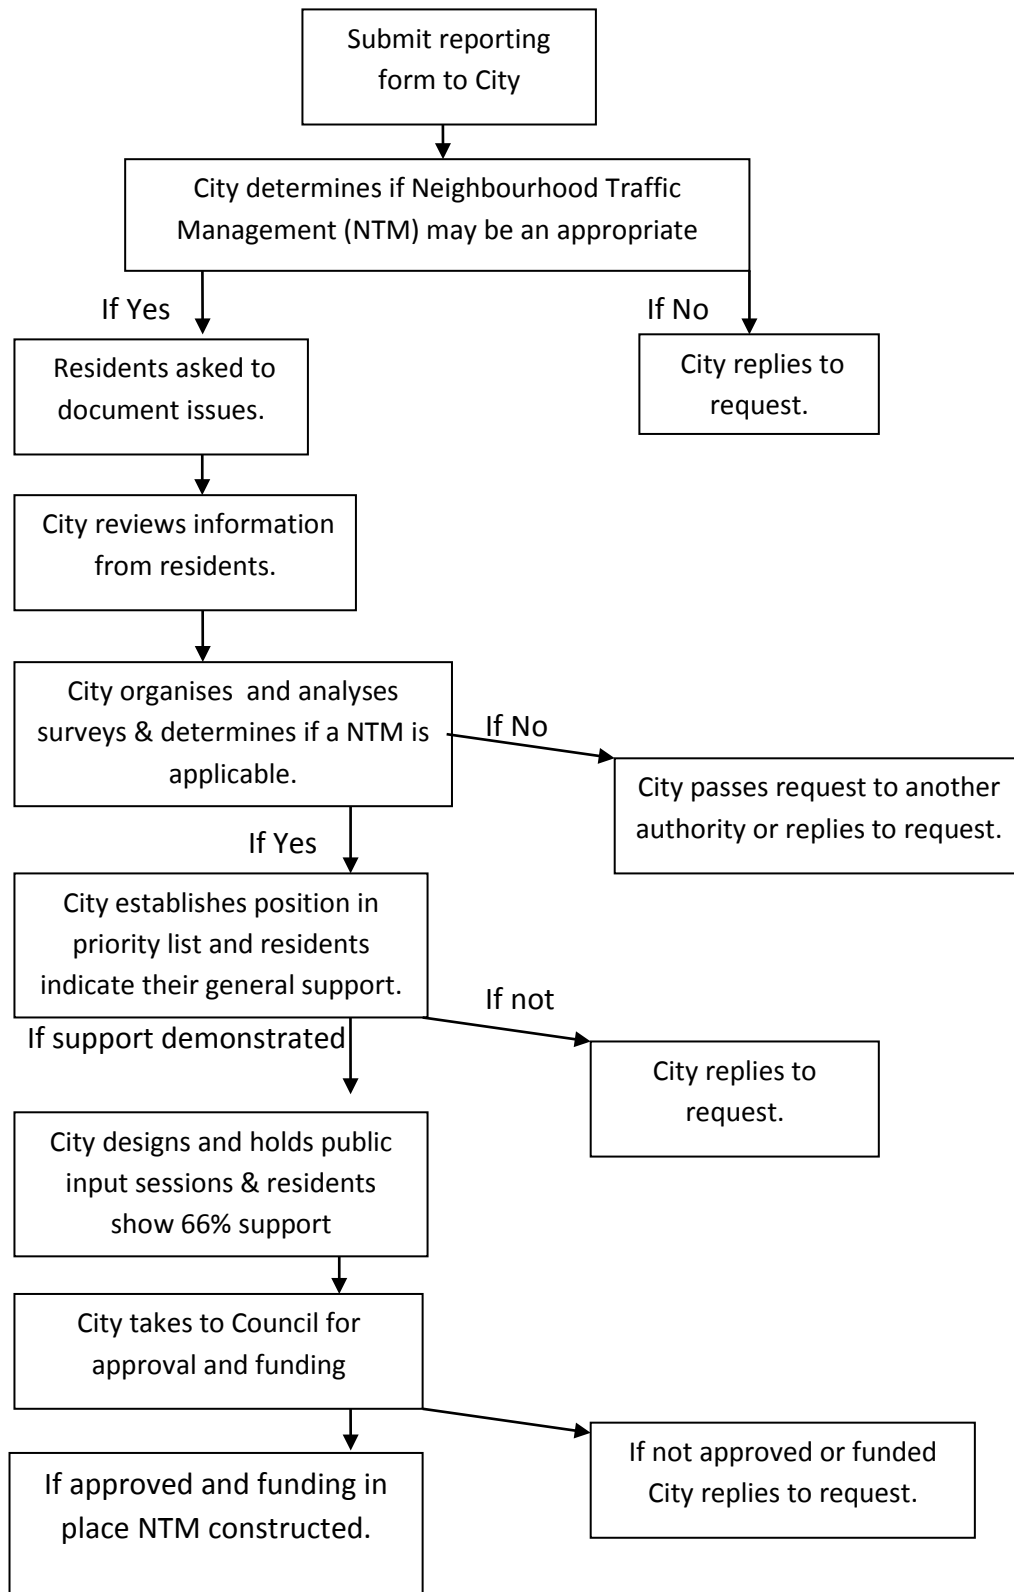 Submit reporting
form to City
City determines if Neighbourhood Traffic
Management (NTM) may be an appropriate
If Yes
If No
Residents asked to
document issues.
City replies to
request.
City reviews information
from residents.
City organises  and analyses
surveys & determines if a NTM is
applicable.
If No
City passes request to another
authority or replies to request.
If Yes
City establishes position in
priority list and residents
indicate their general support.
If not
If support demonstrated
City replies to
request.
City designs and holds public
input sessions & residents
show 66% support
City takes to Council for
approval and funding
If not approved or funded
City replies to request.
If approved and funding in
place NTM constructed.